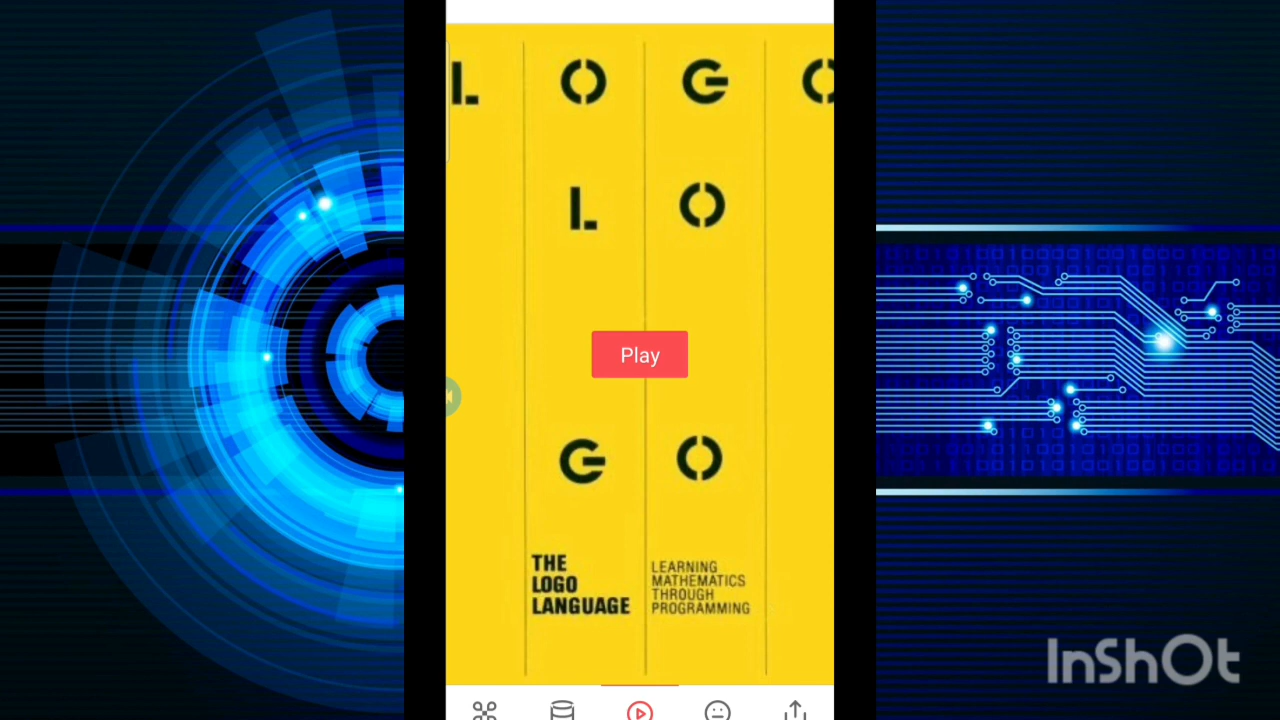 L O G O
L O
Play
G O
THE
LOGO
LANGUAGE
LEARNING
MATHEMATICS
THROUGH
PROGRAMMING
InShOt